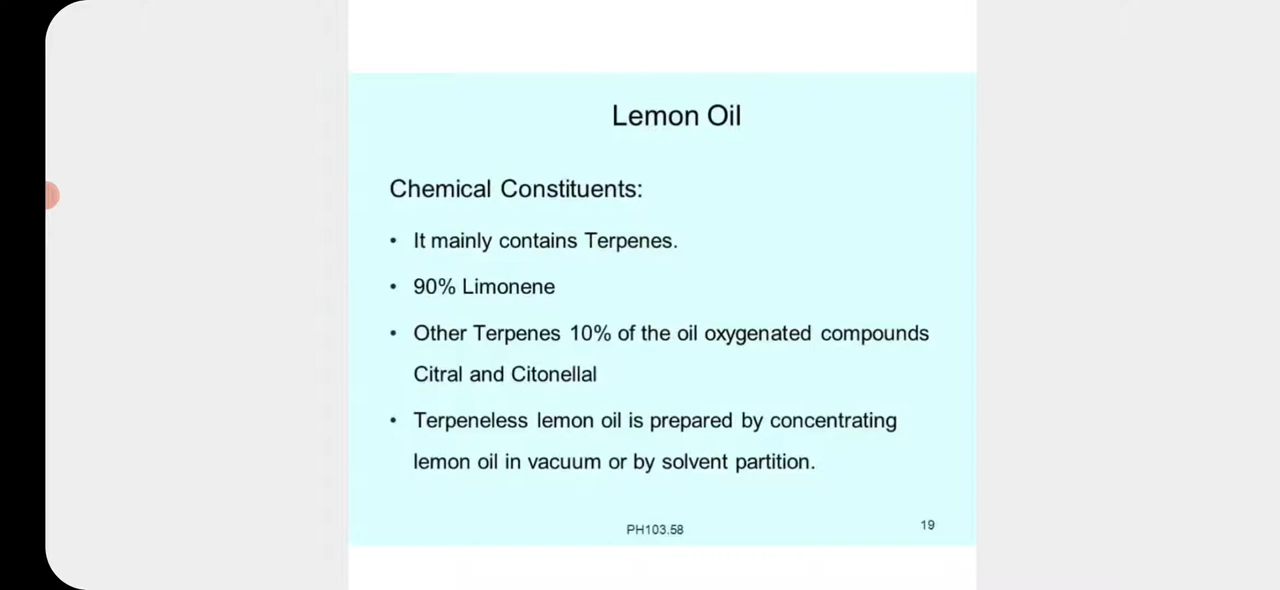 Lemon Oil
Chemical Constituents:
• It mainly contains Terpenes.
• 90% Limonene
• Other Terpenes 10% of the oil oxygenated compounds
Citral and Citonellal
• Terpeneless lemon oil is prepared by concentrating
lemon oil in vacuum or by solvent partition.
PH103.58
19